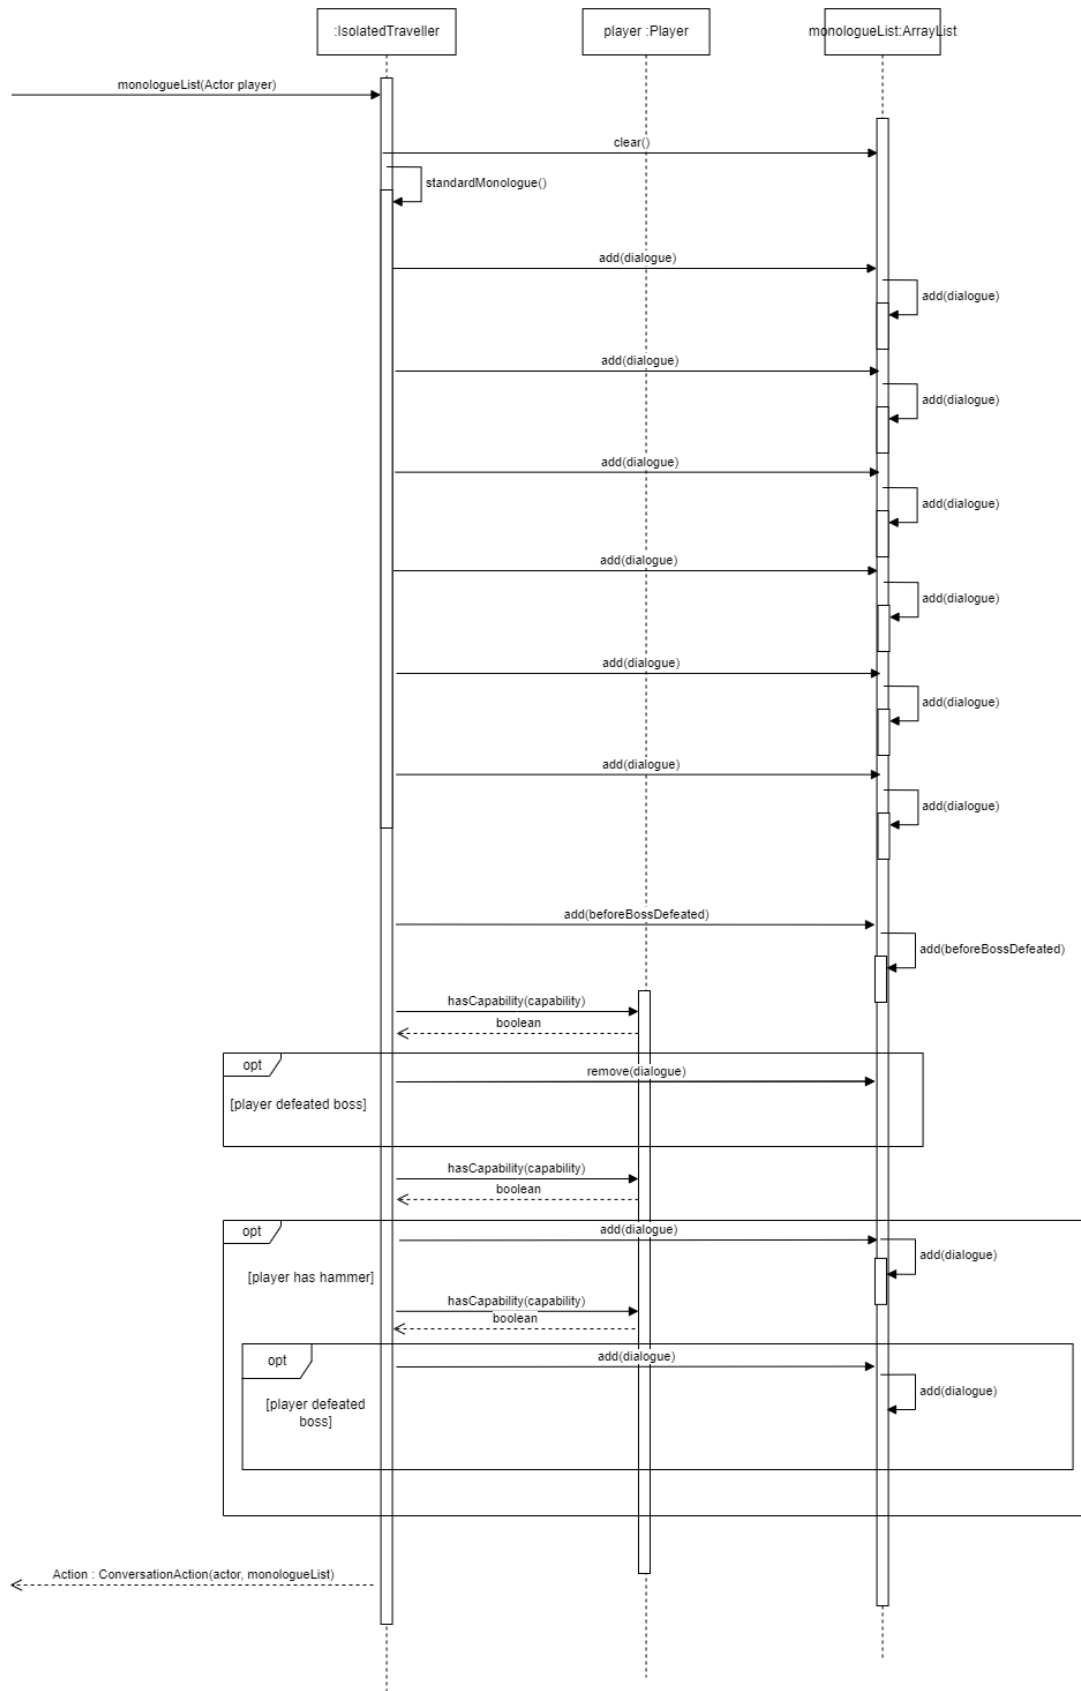 :IsolatedTraveller
player :Player
monologueList:ArrayList
monologueList(Actor player)
clear()
standardMonologue()
add(dialogue)
add(dialogue)
add(dialogue)
add(dialogue)
add(dialogue)
add(dialogue)
add(dialogue)
add(dialogue)
add(dialogue)
add(dialogue)
add(dialogue)
add(dialogue)
add(beforeBossDefeated)
add(beforeBossDefeated)
hasCapability(capability)
boolean
opt
remove(dialogue)
[player defeated boss]
hasCapability(capability)
boolean
opt
add(dialogue)
add(dialogue)
[player has hammer]
hasCapability(capability)
boolean
opt
add(dialogue)
add(dialogue)
[player defeated
boss]
Action : ConversationAction(actor, monologueList)